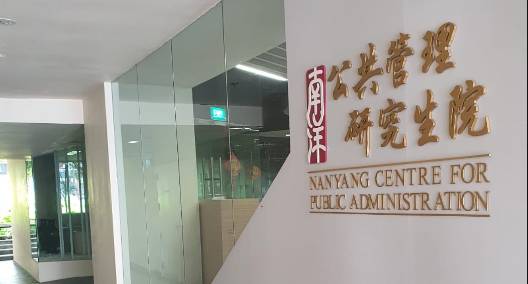 南洋
公共管理
研究生院
NANYANG CENTRE FOR
PUBLIC ADMINISTRATION